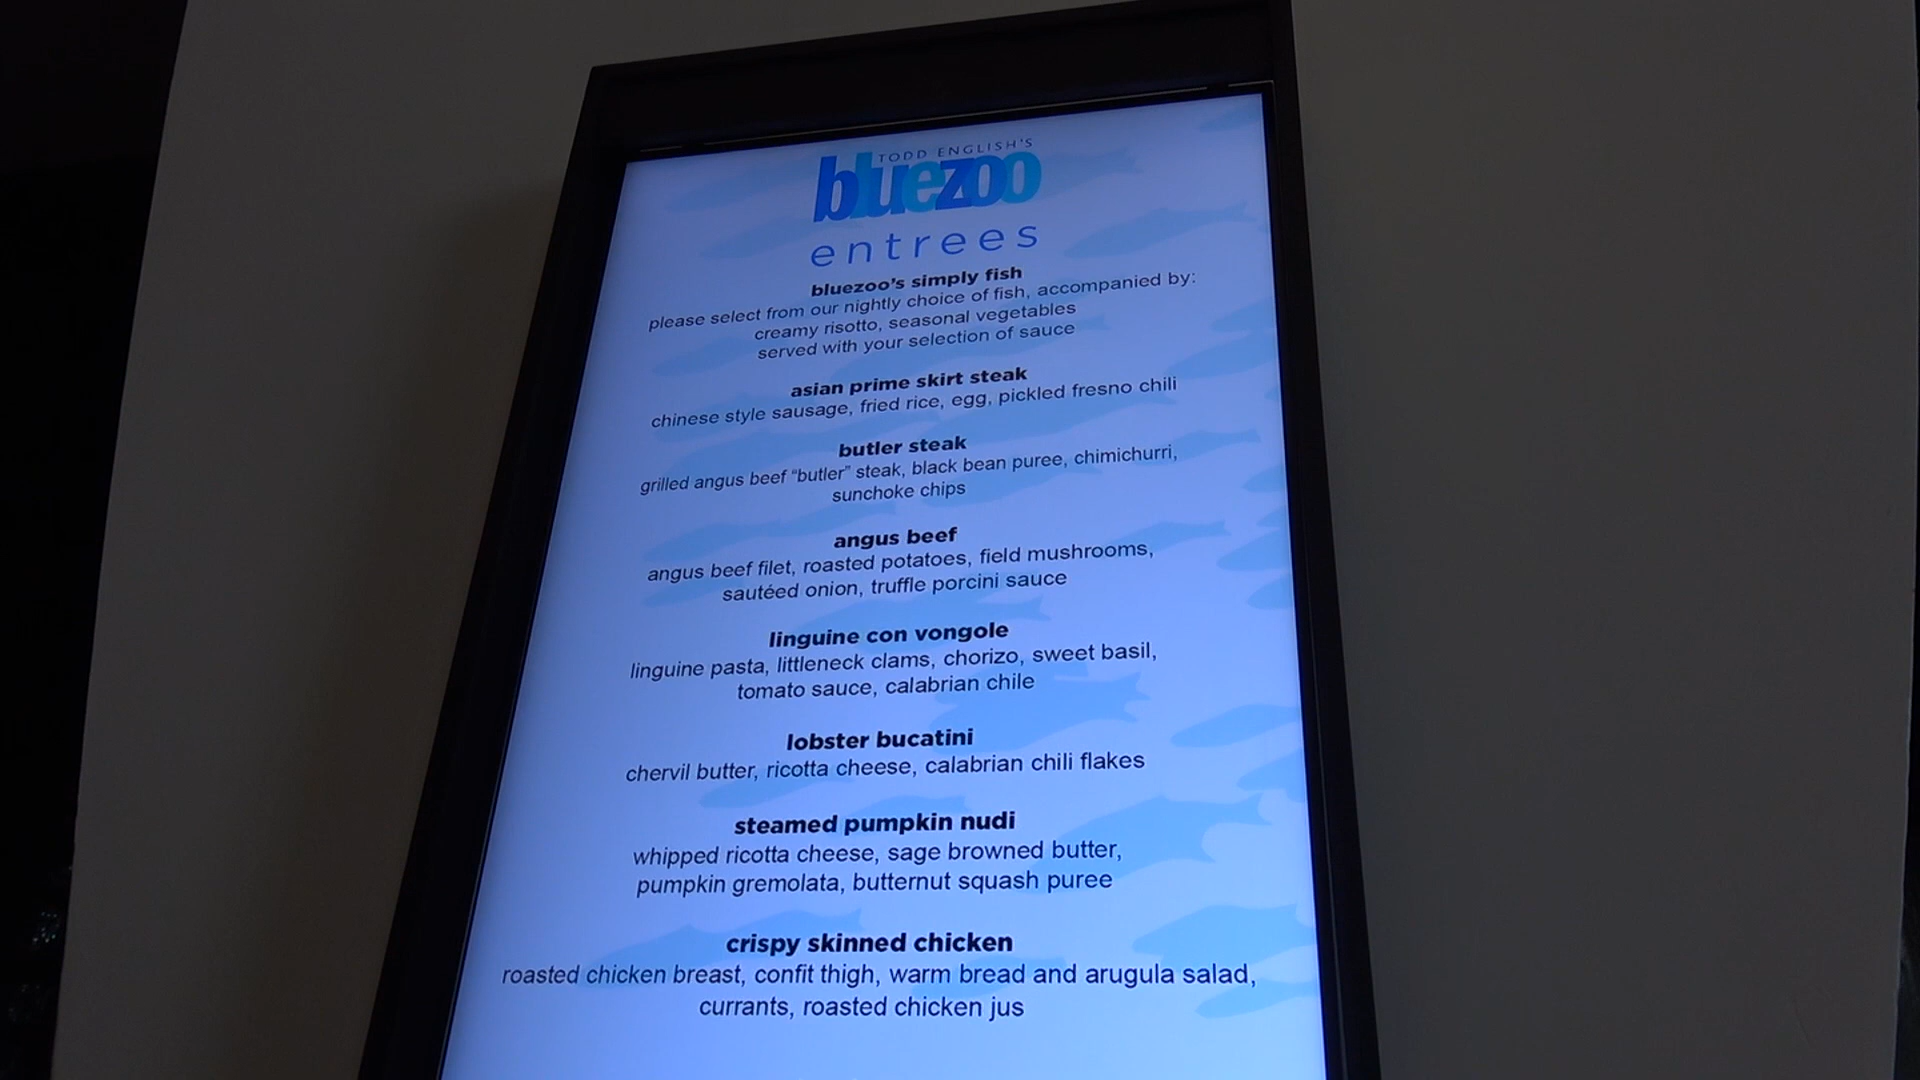 TODD ENGLISH'S
bluezoo
entrees
bluezoo's simply fish
please select from our nightly choice of fish, accompanied by:
creamy risotto, seasonal vegetables
served with your selection of sauce
asian prime skirt steak
chinese style sausage, fried rice, egg, pickled fresno chili
butler steak
grilled angus beef “butler” steak, black bean puree, chimichurri,
sunchoke chips
angus beef
angus beef filet, roasted potatoes, field mushrooms,
sautéed onion, truffle porcini sauce
linguine con vongole
linguine pasta, littleneck clams, chorizo, sweet basil,
tomato sauce, calabrian chile
lobster bucatini
chervil butter, ricotta cheese, calabrian chili flakes
steamed pumpkin nudi
whipped ricotta cheese, sage browned butter,
pumpkin gremolata, butternut squash puree
crispy skinned chicken
roasted chicken breast, confit thigh, warm bread and arugula salad,
currants, roasted chicken jus